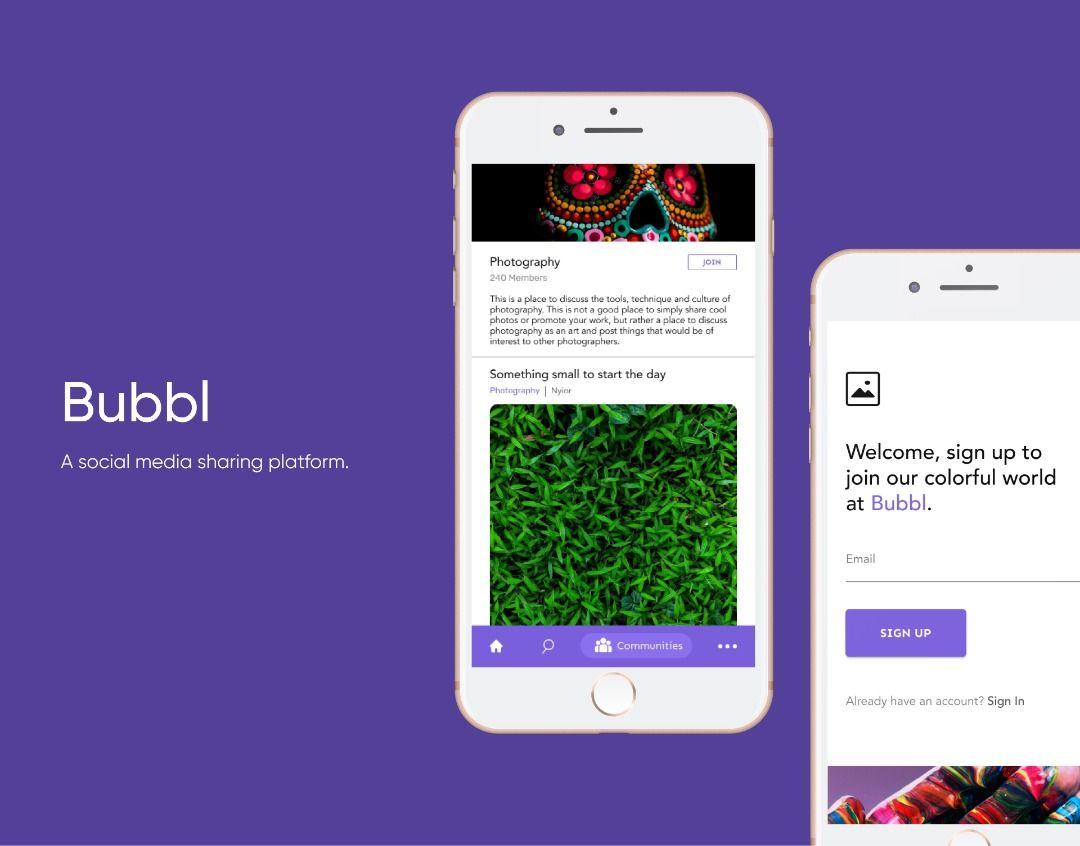 Bubbl
A social media sharing platform.
Photography
JOIN
240 Members
This is a place to discuss the tools, technique and culture of
photography. This is not a good place to simply share cool
photos or promote your work, but rather a place to discuss
photography as an art and post things that would be of
interest to other photographers.
Something small to start the day
Photography | Nyior
Communities
Welcome, sign up to
join our colorful world
at Bubbl.
Email
SIGN UP
Already have an account? Sign In